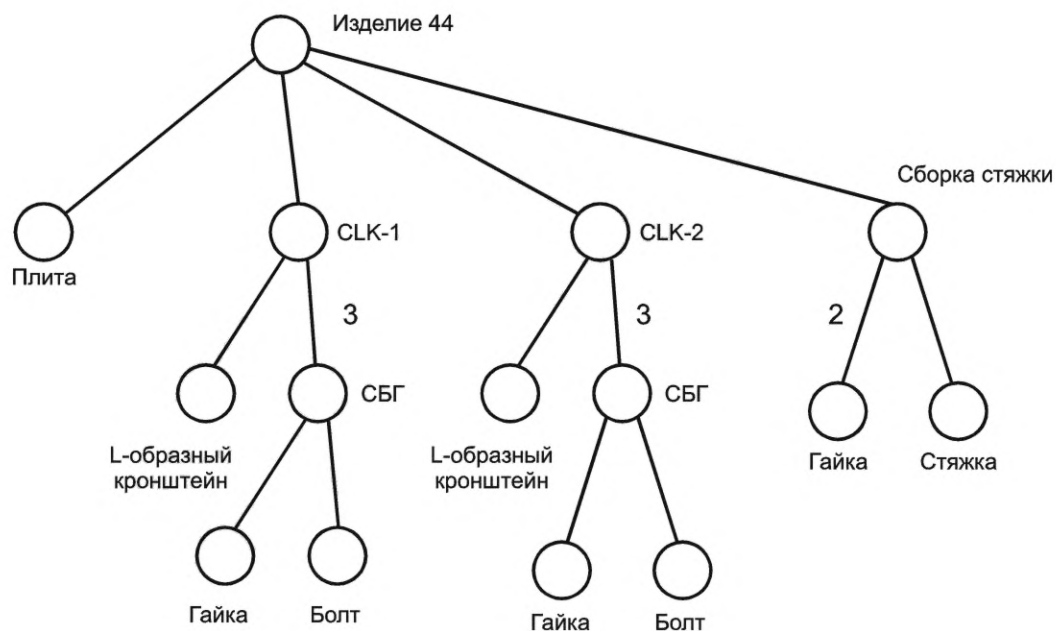 Изделие 44
Сборка стяжки
CLK-1
CLK-2
Плита
3
3
2
СБГ
СБГ
L-образный
кронштейн
L-образный
кронштейн
Гайка
Стяжка
Гайка
Болт
Гайка
Болт